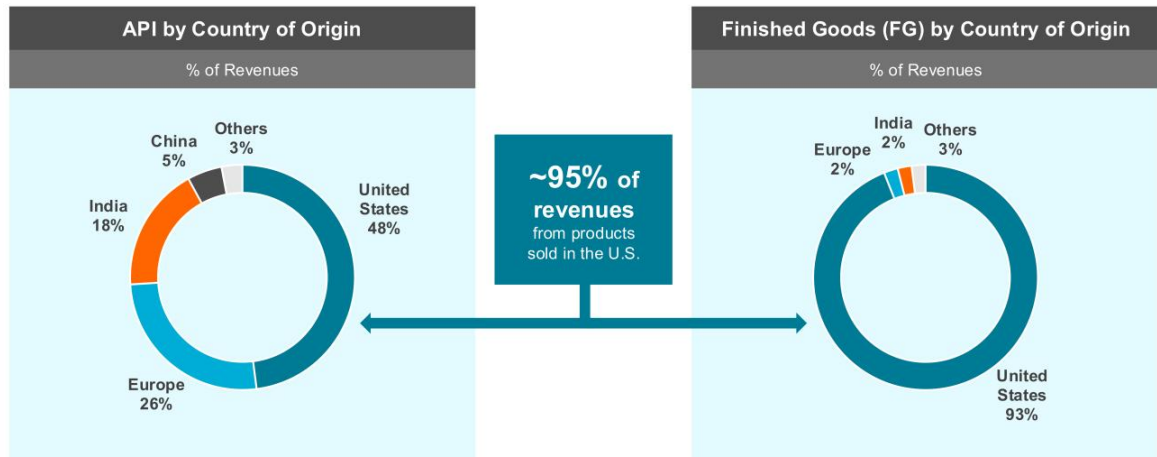 API by Country of Origin
% of Revenues
China
5%
Others
3%
India
18%
United
States
48%
Europe
26%
~95% of
revenues
from products
sold in the U.S.
Finished Goods (FG) by Country of Origin
% of Revenues
Europe
2%
India
2%
Others
3%
United
States
93%